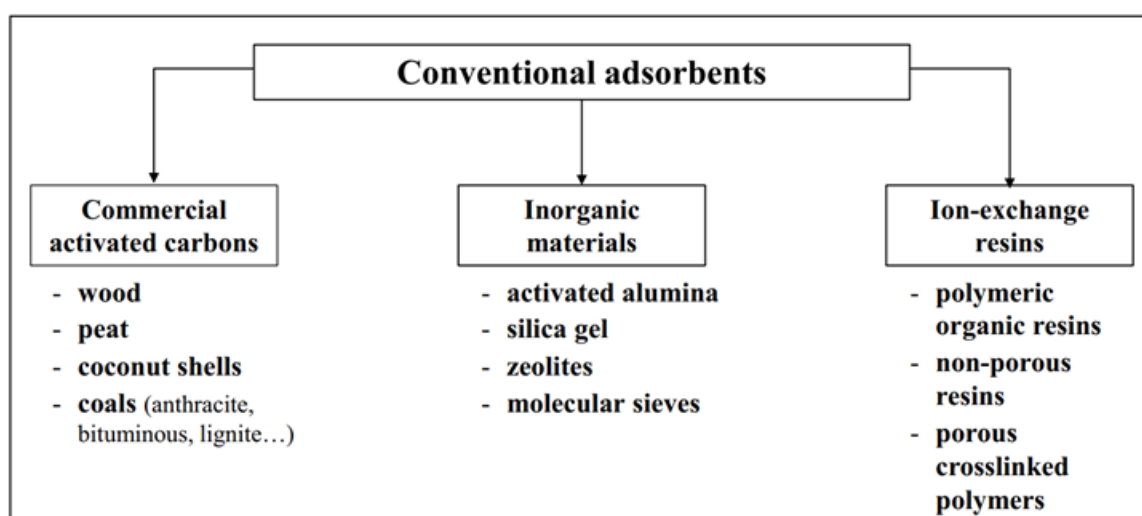 Conventional adsorbents
Commercial
activated carbons
- wood
- peat
- coconut shells
- coals (anthracite,
bituminous, lignite…)
Inorganic
materials
- activated alumina
- silica gel
- zeolites
- molecular sieves
Ion-exchange
resins
- polymeric
organic resins
- non-porous
resins
- porous
crosslinked
polymers